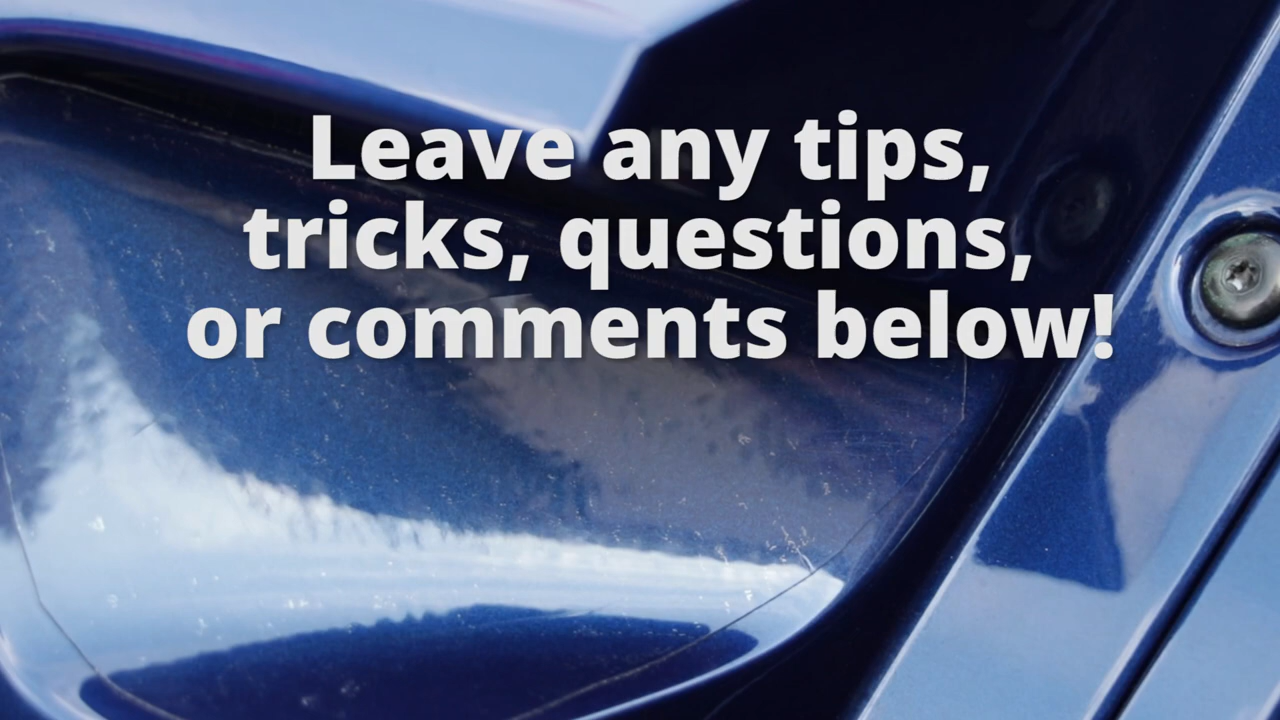 Leave any tips,
tricks, questions,
or comments below!